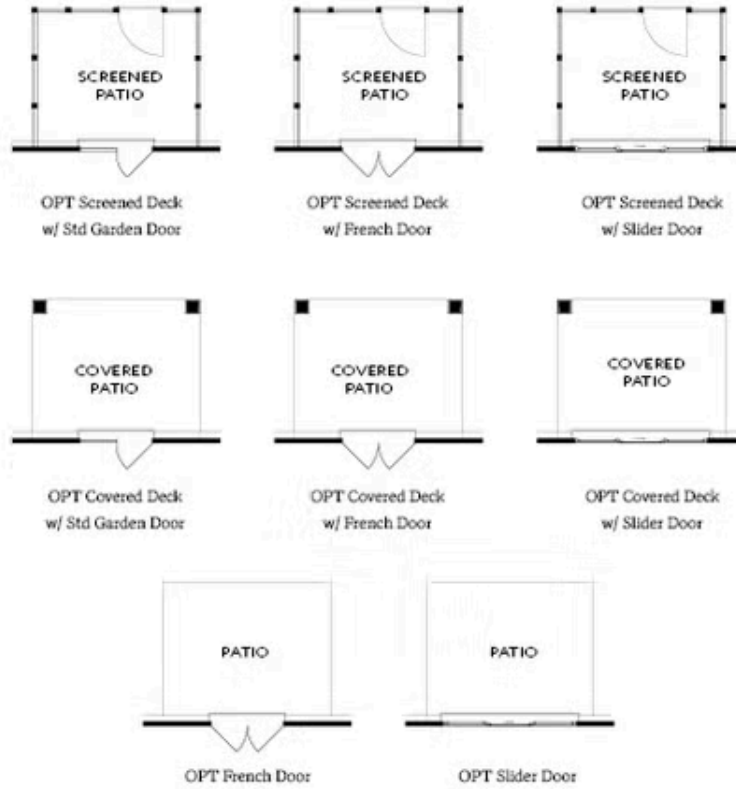 SCREENED
PATIO
SCREENED
PATIO
SCREENED
PATIO
OPT Screened Deck
w/ Std Garden Door
OPT Screened Deck
w/ French Door
OPT Screened Deck
w/ Slider Door
COVERED
PATIO
COVERED
PATIO
COVERED
PATIO
OPT Covered Deck
w/ Std Garden Door
OPT Covered Deck
w/ French Door
OPT Covered Deck
w/ Slider Door
PATIO
PATIO
OPT French Door
OPT Slider Door